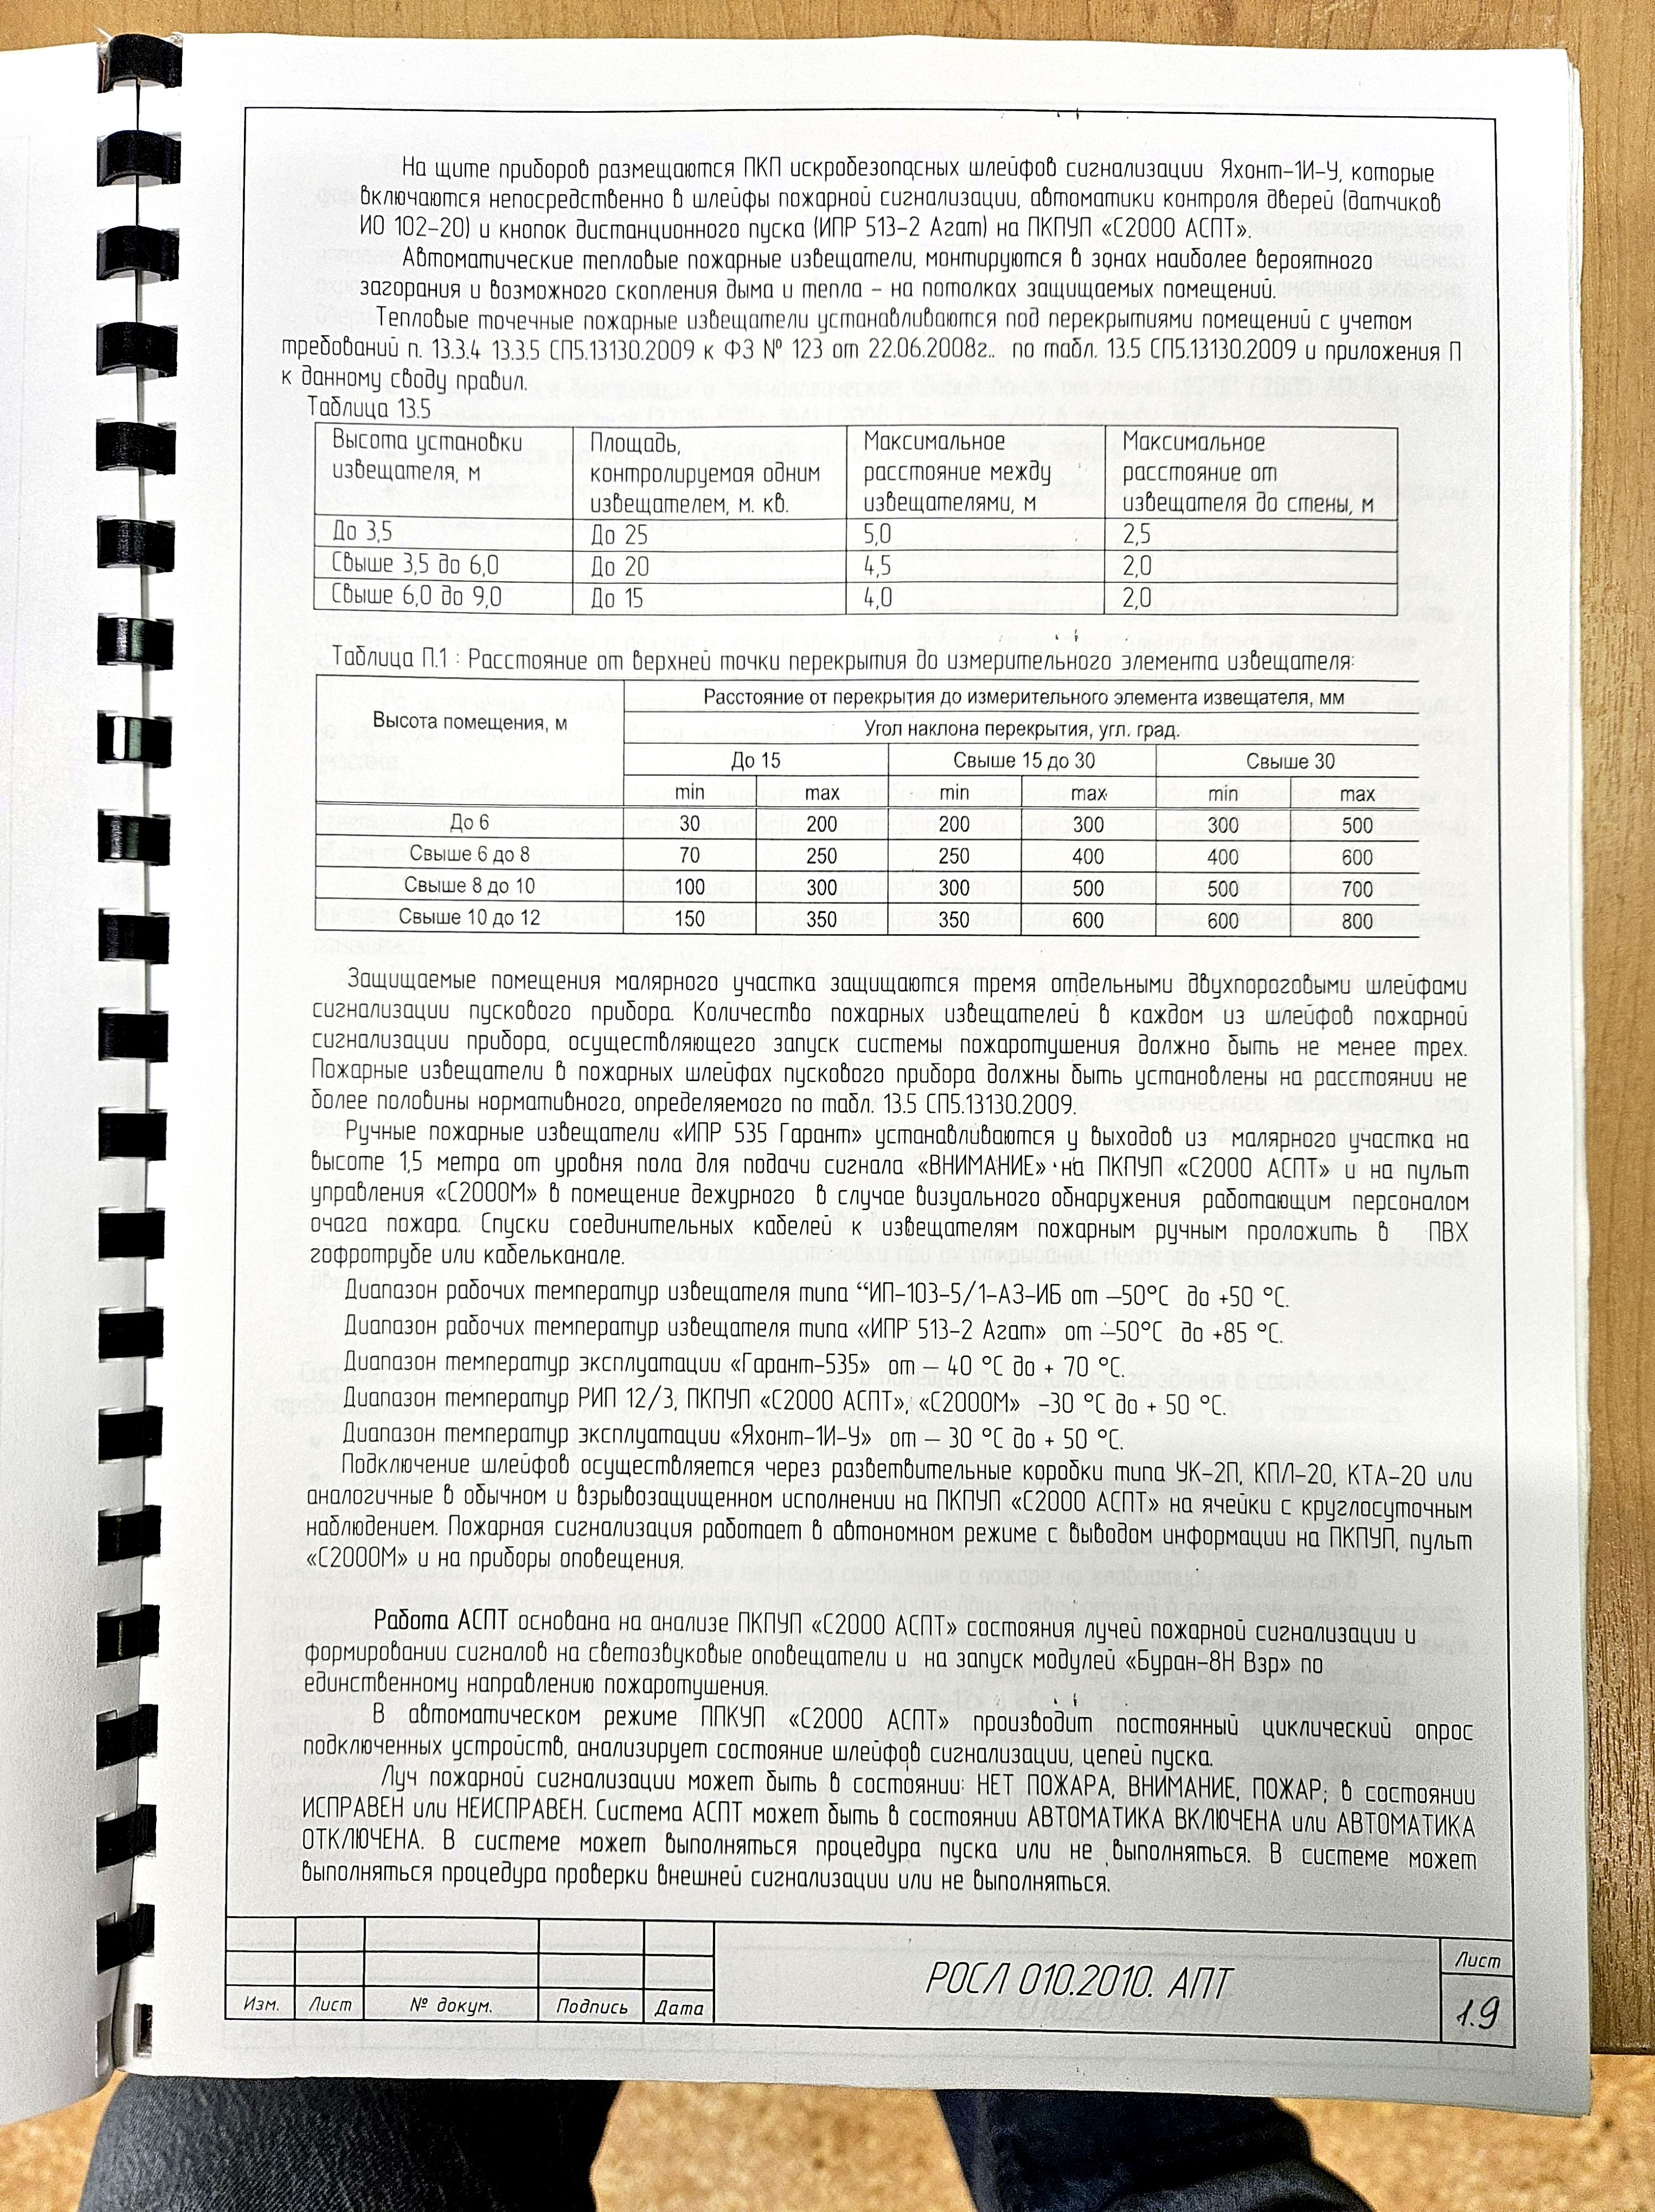 На щите приборов размещаются ПКП искробезопасных шлейфов сигнализации Яхонт-1И-У, которые
включаются непосредственно в шлейфы пожарной сигнализации, автоматики контроля дверей (датчиков
ИО 102-20) и кнопок дистанционного пуска (ИПР 513-2 Агат) на ПКПУП «С2000 АСПТ».
Автоматические тепловые пожарные извещатели, монтируются в зонах наиболее вероятного
загорания и возможного скопления дыма и тепла – на потолках защищаемых помещений.
Тепловые точечные пожарные извещатели устанавливаются под перекрытиями помещений с учетом
требований п. 13.3.4 13.3.5 СП5.13130.2009 к ФЗ № 123 от 22.06.2008г.. по табл. 13.5 СП5.13130.2009 и приложения П
к данному своду правил.
Таблица 13.5
Высота установки извещателя, м | Площадь, контролируемая одним извещателем, м. кв. | Максимальное расстояние между извещателями, м | Максимальное расстояние от извещателя до стены, м
До 3,5 | До 25 | 5,0 | 2,5
Свыше 3,5 до 6,0 | До 20 | 4,5 | 2,0
Свыше 6,0 до 9,0 | До 15 | 4,0 | 2,0
Таблица П.1 : Расстояние от верхней точки перекрытия до измерительного элемента извещателя:
Высота помещения, м | Расстояние от перекрытия до измерительного элемента извещателя, мм
Угол наклона перекрытия, угл. град.
До 15 | Свыше 15 до 30 | Свыше 30
min | max | min | max | min | max
До 6 | 30 | 200 | 200 | 300 | 300 | 500
Свыше 6 до 8 | 70 | 250 | 250 | 400 | 400 | 600
Свыше 8 до 10 | 100 | 300 | 300 | 500 | 500 | 700
Свыше 10 до 12 | 150 | 350 | 350 | 600 | 600 | 800
Защищаемые помещения малярного участка защищаются тремя отдельными двухпороговыми шлейфами
сигнализации пускового прибора. Количество пожарных извещателей в каждом из шлейфов пожарной
сигнализации прибора, осуществляющего запуск системы пожаротушения должно быть не менее трех.
Пожарные извещатели в пожарных шлейфах пускового прибора должны быть установлены на расстоянии не
более половины нормативного, определяемого по табл. 13.5 СП5.13130.2009.
Ручные пожарные извещатели «ИПР 535 Гарант» устанавливаются у выходов из малярного участка на
высоте 1,5 метра от уровня пола для подачи сигнала «ВНИМАНИЕ» на ПКПУП «С2000 АСПТ» и на пульт
управления «С2000М» в помещение дежурного в случае визуального обнаружения работающим персоналом
очага пожара. Спуски соединительных кабелей к извещателям пожарным ручным проложить в ПВХ
гофротрубе или кабельканале.
Диапазон рабочих температур извещателя типа “ИП-103-5/1-АЗ-ИБ от –50°С до +50 °С.
Диапазон рабочих температур извещателя типа «ИПР 513-2 Агат» от –50°С до +85 °С.
Диапазон температур эксплуатации «Гарант-535» от – 40 °С до + 70 °С.
Диапазон температур РИП 12/3, ПКПУП «С2000 АСПТ», «С2000М» -30 °С до + 50 °С.
Диапазон температур эксплуатации «Яхонт-1И-У» от – 30 °С до + 50 °С.
Подключение шлейфов осуществляется через разветвительные коробки типа УК-2П, КПЛ-20, КТА-20 или
аналогичные в обычном и взрывозащищенном исполнении на ПКПУП «С2000 АСПТ» на ячейки с круглосуточным
наблюдением. Пожарная сигнализация работает в автономном режиме с выводом информации на ПКПУП, пульт
«С2000М» и на приборы оповещения.
Работа АСПТ основана на анализе ПКПУП «С2000 АСПТ» состояния лучей пожарной сигнализации и
формировании сигналов на светозвуковые оповещатели и на запуск модулей «Буран-8Н Взр» по
единственному направлению пожаротушения.
В автоматическом режиме ППКУП «С2000 АСПТ» производит постоянный циклический опрос
подключенных устройств, анализирует состояние шлейфов сигнализации, цепей пуска.
Луч пожарной сигнализации может быть в состоянии: НЕТ ПОЖАРА, ВНИМАНИЕ, ПОЖАР; в состоянии
ИСПРАВЕН или НЕИСПРАВЕН. Система АСПТ может быть в состоянии АВТОМАТИКА ВКЛЮЧЕНА или АВТОМАТИКА
ОТКЛЮЧЕНА. В системе может выполняться процедура пуска или не выполняться. В системе может
выполняться процедура проверки внешней сигнализации или не выполняться.
Изм. | Лист | № докум. | Подпись | Дата
РОСЛ 010.2010. АПТ
Лист
1.9